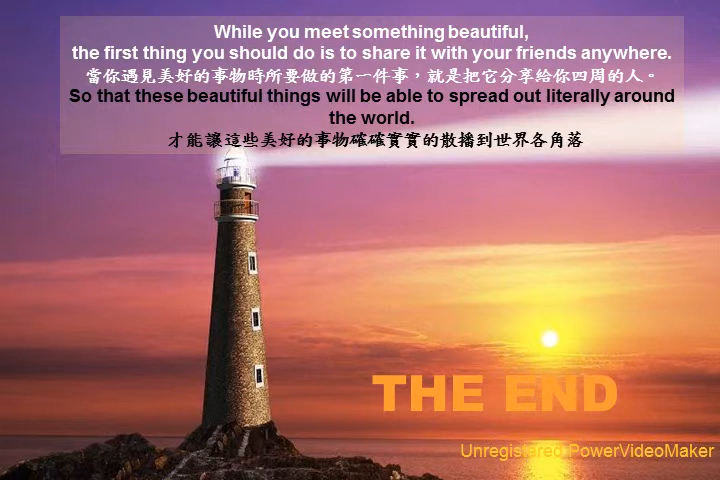 While you meet something beautiful,
the first thing you should do is to share it with your friends anywhere.
當你遇見美好的事物時所要做的第一件事，就是把它分享給你四周的人。
So that these beautiful things will be able to spread out literally around
the world.
才能讓這些美好的事物確確實實的散播到世界各角落
THE END
Unregistered PowerVideoMaker